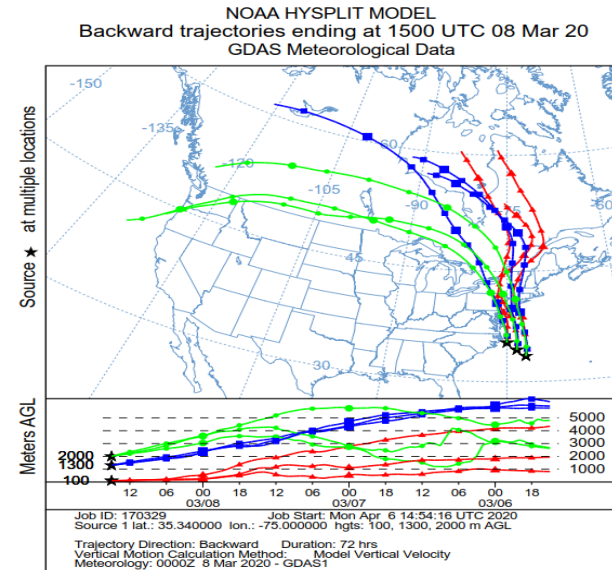 NOAA HYSPLIT MODEL
Backward trajectories ending at 1500 UTC 08 Mar 20
GDAS Meteorological Data
Source ★ at multiple locations
-150
-135
-120
-105
-90
-75
-60
60
45
30
Meters AGL
2000
1300
100
5000
4000
3000
2000
1000
12 06 00 18 12 06 00 18 12 06 00 18
03/08 03/07 03/06
Job ID: 170329 Job Start: Mon Apr 6 14:54:16 UTC 2020
Source 1 lat.: 35.340000 lon.: -75.000000 hgts: 100, 1300, 2000 m AGL
Trajectory Direction: Backward Duration: 72 hrs
Vertical Motion Calculation Method: Model Vertical Velocity
Meteorology: 0000Z 8 Mar 2020 - GDAS1